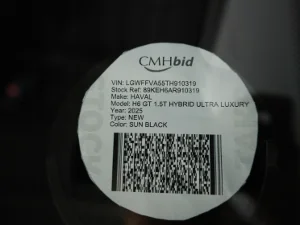 CMHbid
VIN: LGWFFVA55TH910319
Stock Ref: 89KEH6AR910319
Make: HAVAL
Model: H6 GT 1.5T HYBRID ULTRA LUXURY
Year: 2025
Type: NEW
Color: SUN BLACK